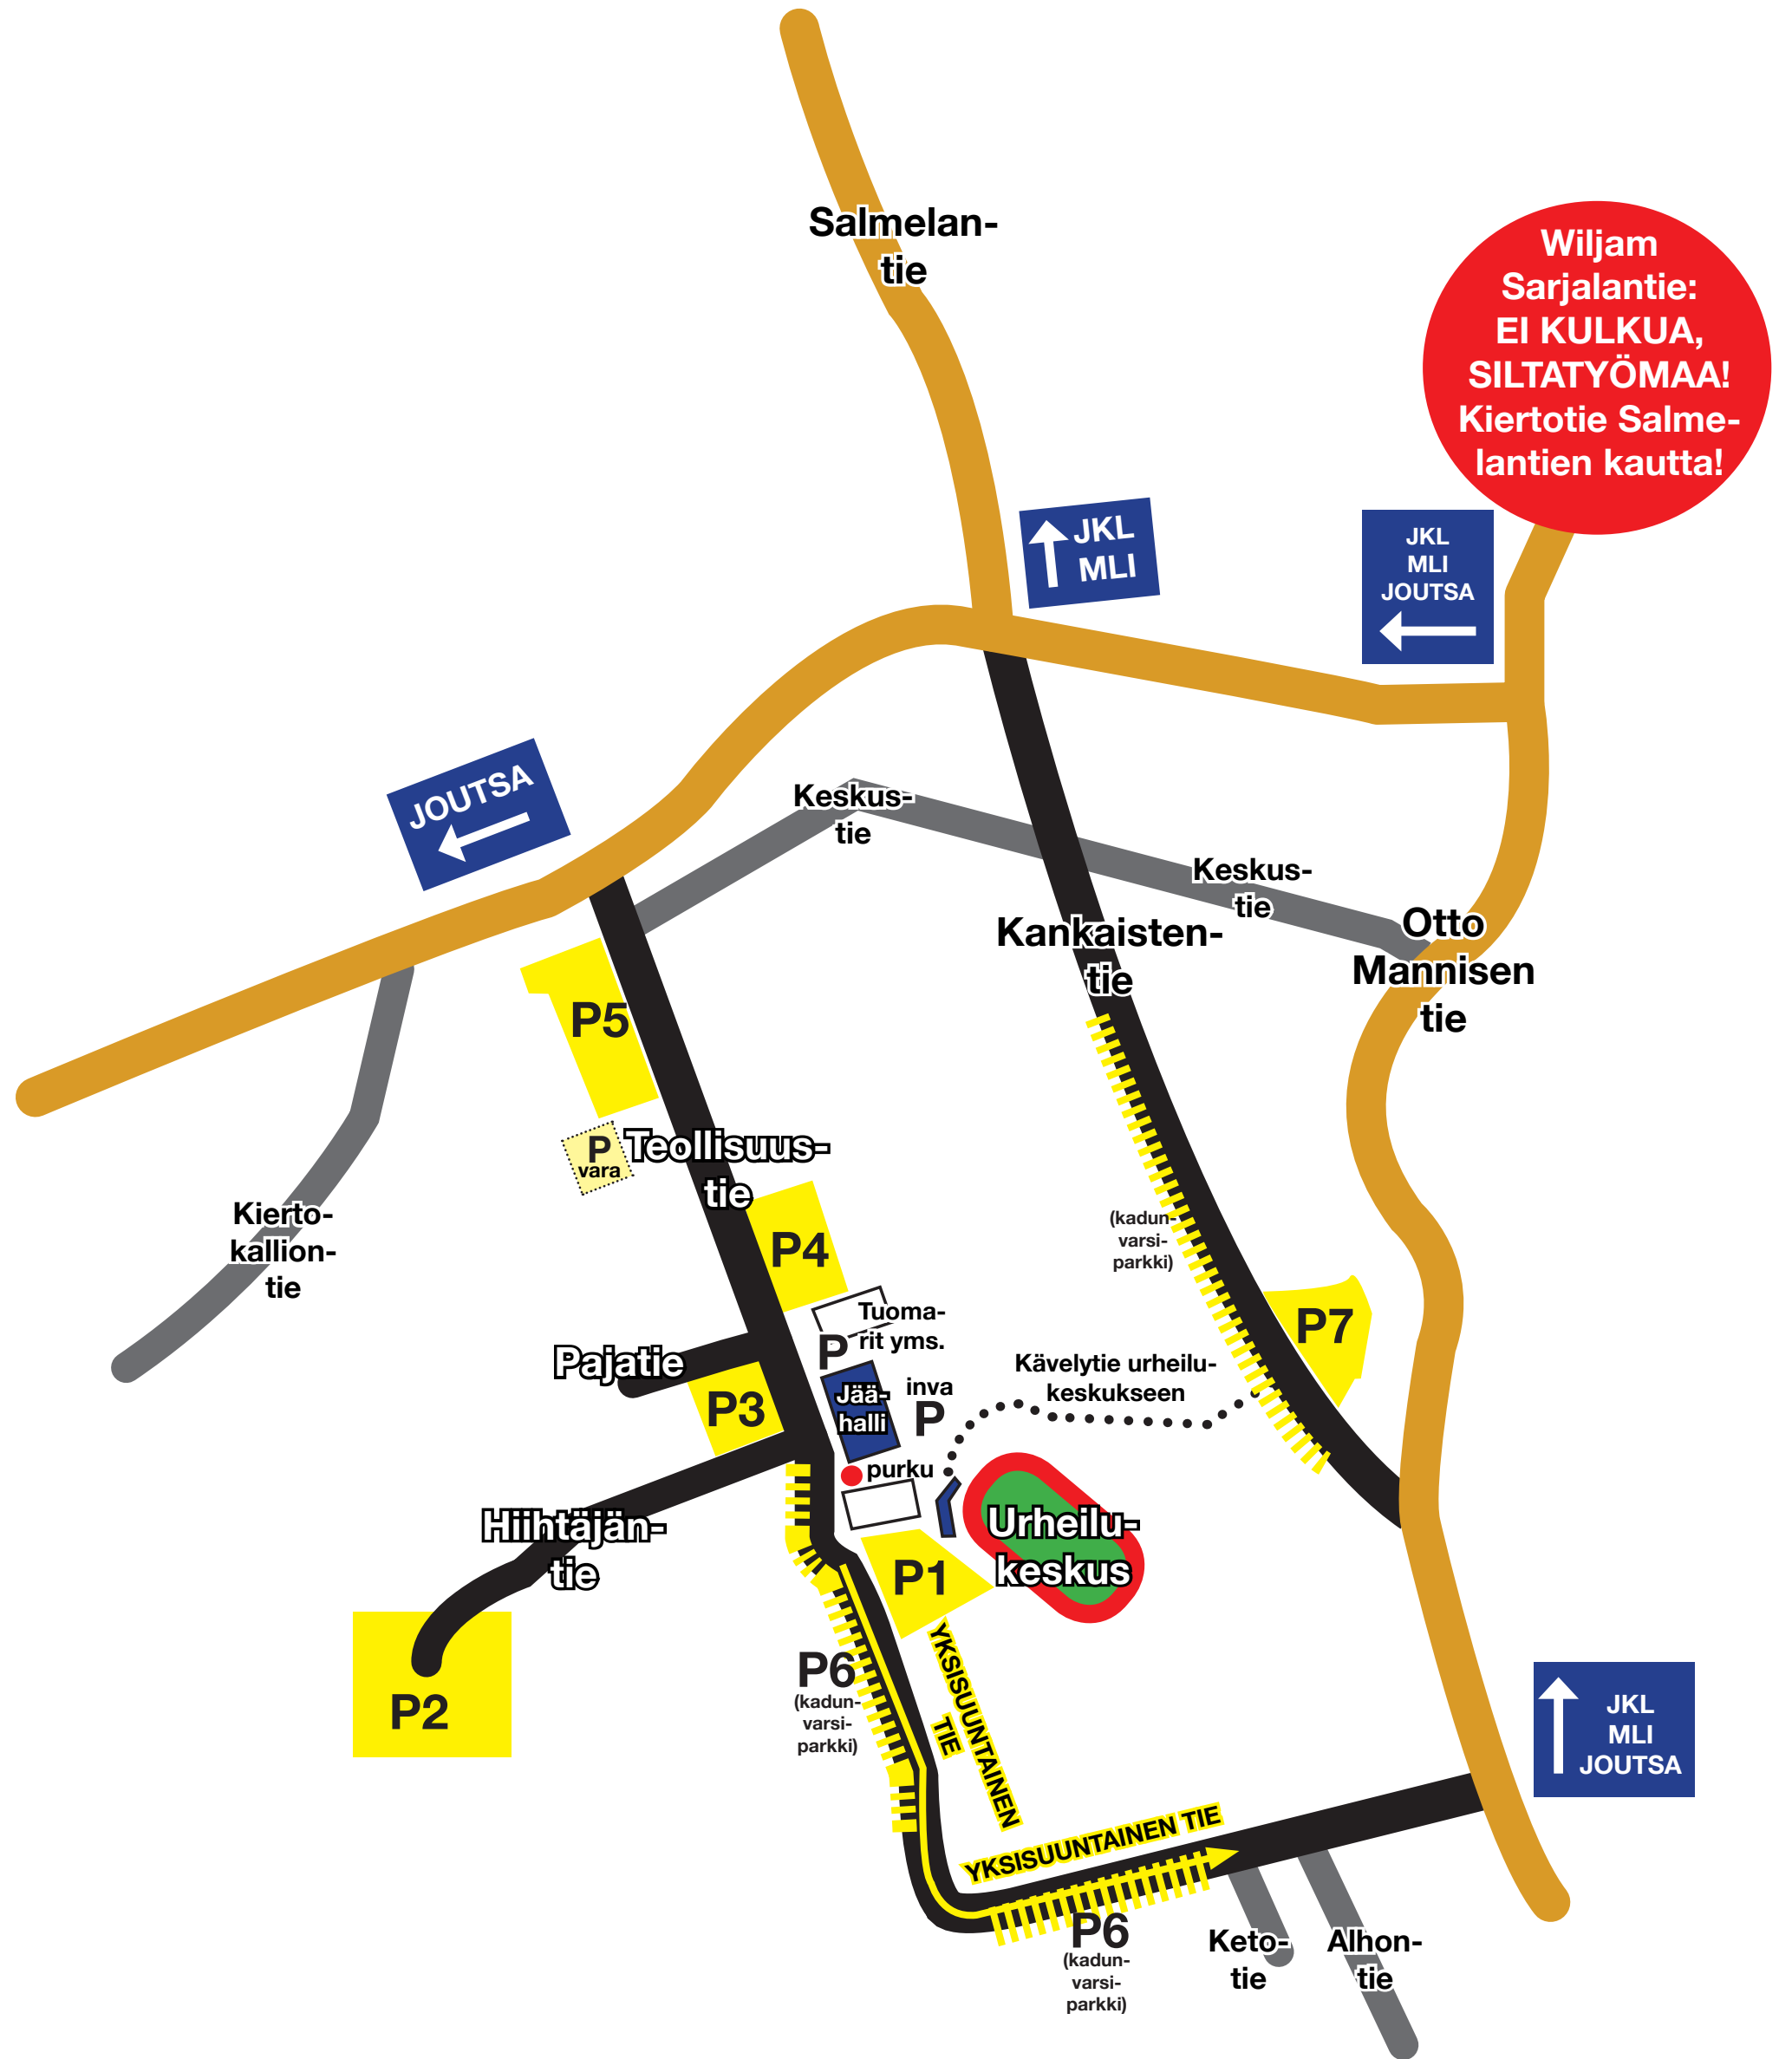 Salmelan-
tie
Wiljam
Sarjalantie:
EI KULKUA,
SILTATYÖMAA!
Kiertotie Salme-
lantien kautta!
JKL
MLI
JKL
MLI
JOUTSA
JOUTSA
Keskus-
tie
Keskus-
tie
Kankaisten-
tie
Otto
Mannisen
tie
P5
P
vara
Teollisuus-
tie
Kierto-
kallion-
tie
P4
(kadun-
varsi-
parkki)
Tuoma-
rit yms.
P
P7
Pajatie
P3
Jää-
halli
inva
P
Kävelytie urheilu-
keskukseen
purku
Hiihtäjän-
tie
Urheilu-
keskus
P1
P2
P6
(kadun-
varsi-
parkki)
YKSISUUNTAINEN
TIE
JKL
MLI
JOUTSA
YKSISUUNTAINEN TIE
P6
(kadun-
varsi-
parkki)
Keto-
tie
Alhon-
tie